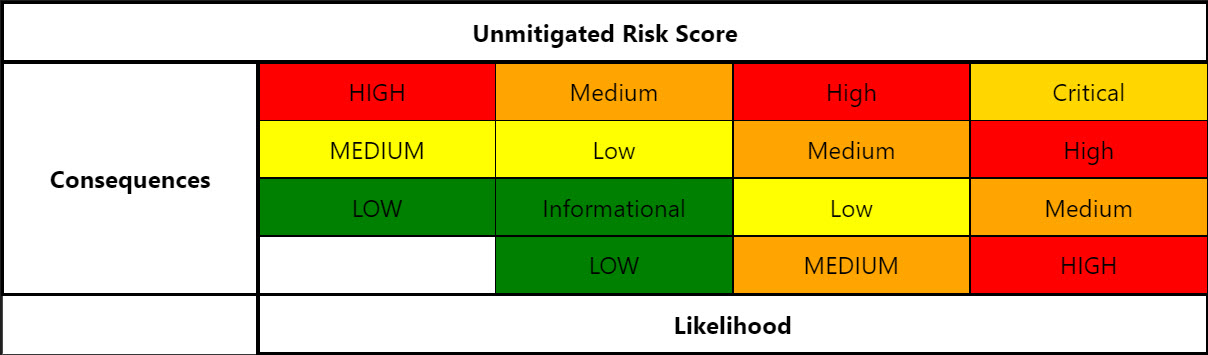 Unmitigated Risk Score
HIGH Medium High Critical
MEDIUM Low Medium High
Consequences
LOW Informational Low Medium
LOW MEDIUM HIGH
Likelihood